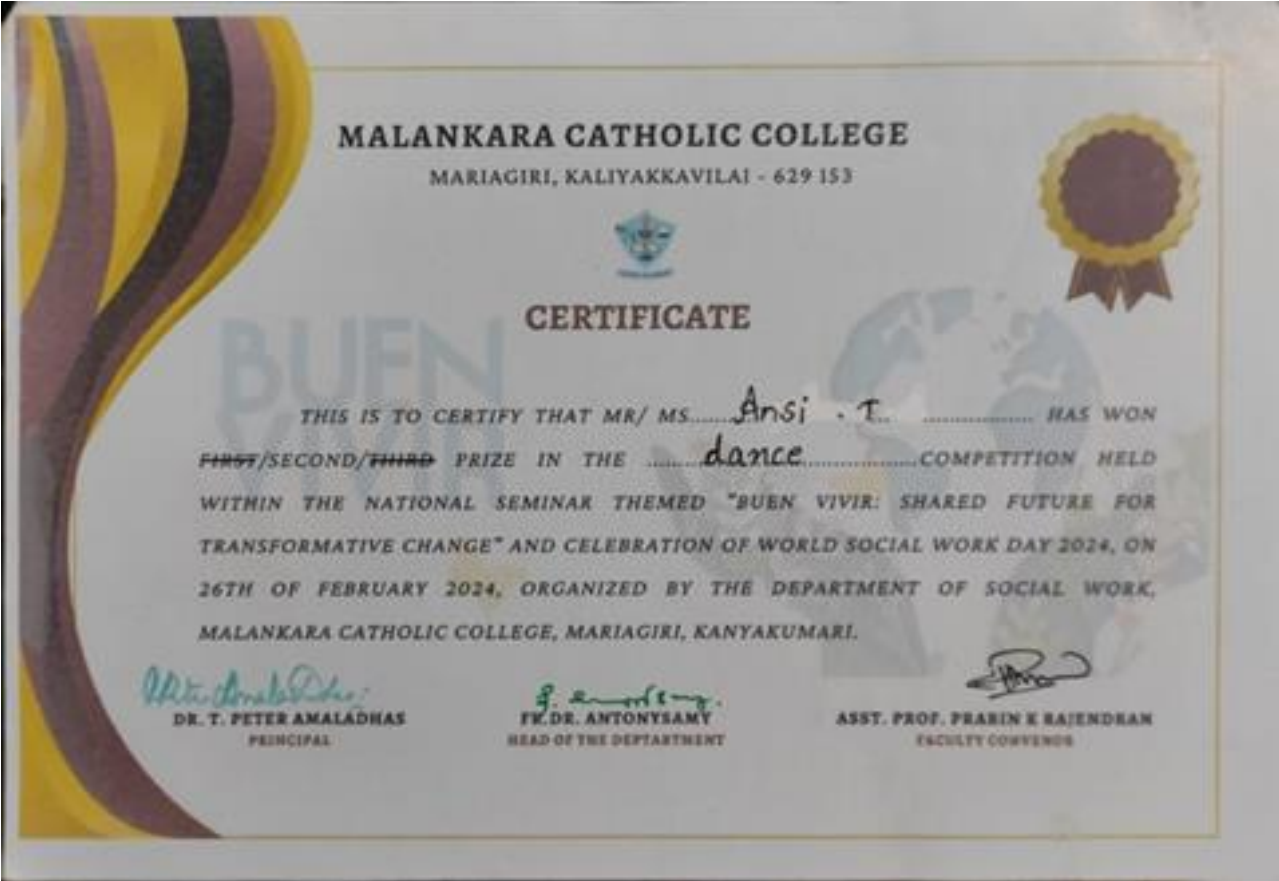 MALANKARA CATHOLIC COLLEGE
MARIAGIRI, KALIYAKKAVILAI - 629 153
CERTIFICATE
BUEN
VIVIR
THIS IS TO CERTIFY THAT MR/ MS...... Ansi . T ................ HAS WON
FIRST/SECOND/THIRD PRIZE IN THE ....... dance ................COMPETITION HELD
WITHIN THE NATIONAL SEMINAR THEMED "BUEN VIVIR: SHARED FUTURE FOR
TRANSFORMATIVE CHANGE" AND CELEBRATION OF WORLD SOCIAL WORK DAY 2024, ON
26TH OF FEBRUARY 2024, ORGANIZED BY THE DEPARTMENT OF SOCIAL WORK,
MALANKARA CATHOLIC COLLEGE, MARIAGIRI, KANYAKUMARI.
DR. T. PETER AMALADHAS
PRINCIPAL
FR.DR. ANTONYSAMY
HEAD OF THE DEPTARTMENT
ASST. PROF. PRABIN K RAJENDRAN
FACULTY CONVENOR